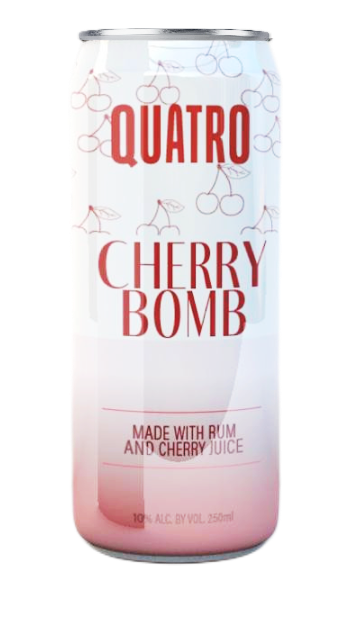 QUATRO
CHERRY
BOMB
MADE WITH RUM
AND CHERRY JUICE
10% ALC. BY VOL. 250ml